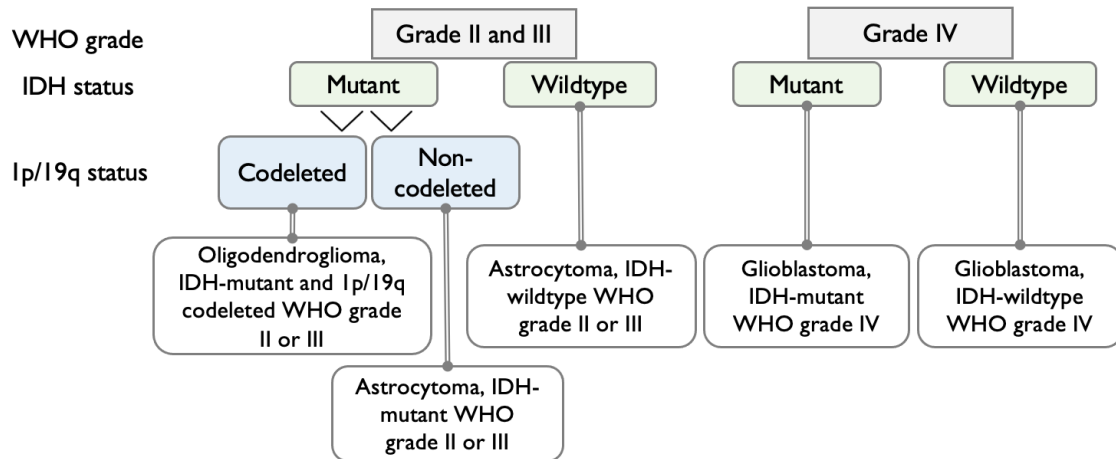 WHO grade
Grade II and III
Grade IV
IDH status
Mutant
Wildtype
Mutant
Wildtype
1p/19q status
Codeleted
Non-
codeleted
Oligodendroglioma,
IDH-mutant and 1p/19q
codeleted WHO grade
II or III
Astrocytoma, IDH-
wildtype WHO
grade II or III
Glioblastoma,
IDH-mutant
WHO grade IV
Glioblastoma,
IDH-wildtype
WHO grade IV
Astrocytoma, IDH-
mutant WHO
grade II or III